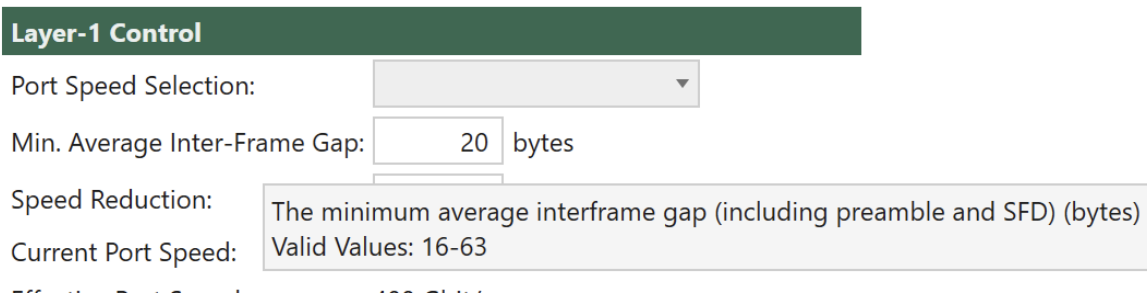 Layer-1 Control
Port Speed Selection:
Min. Average Inter-Frame Gap: 20 bytes
Speed Reduction:
The minimum average interframe gap (including preamble and SFD) (bytes)
Valid Values: 16-63
Current Port Speed: